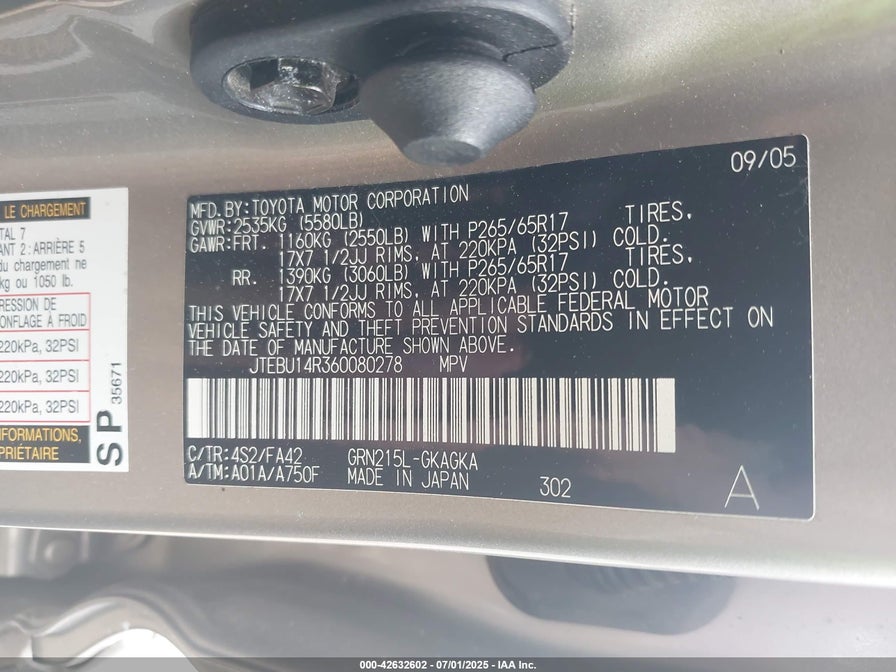 LE CHARGEMENT
TAL 7
ANT 2 : ARRIÈRE 5
du chargement ne
kg ou 1050 lb.
RESSION DE
ONFLAGE À FROID
220kPa, 32PSI
220kPa, 32PSI
220kPa, 32PSI
INFORMATIONS,
PRIÉTAIRE
SP 35671
09/05
MFD. BY: TOYOTA MOTOR CORPORATION
GVWR: 2535KG (5580LB)
GAWR: FRT. 1160KG (2550LB) WITH P265/65R17 TIRES,
17X7 1/2JJ RIMS, AT 220KPA (32PSI) COLD.
RR. 1390KG (3060LB) WITH P265/65R17 TIRES,
17X7 1/2JJ RIMS, AT 220KPA (32PSI) COLD.
THIS VEHICLE CONFORMS TO ALL APPLICABLE FEDERAL MOTOR
VEHICLE SAFETY AND THEFT PREVENTION STANDARDS IN EFFECT ON
THE DATE OF MANUFACTURE SHOWN ABOVE.
JTEBU14R360080278 MPV
C/TR: 4S2/FA42 GRN215L-GKAGKA
A/TM: A01A/A750F MADE IN JAPAN 302
A
000-42632602 - 07/01/2025 - IAA Inc.